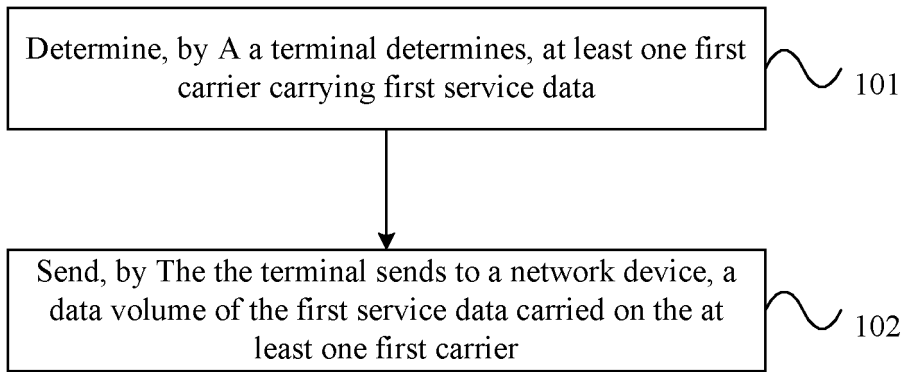 Determine, by A a terminal determines, at least one first
carrier carrying first service data
101
Send, by The the terminal sends to a network device, a
data volume of the first service data carried on the at
least one first carrier
102